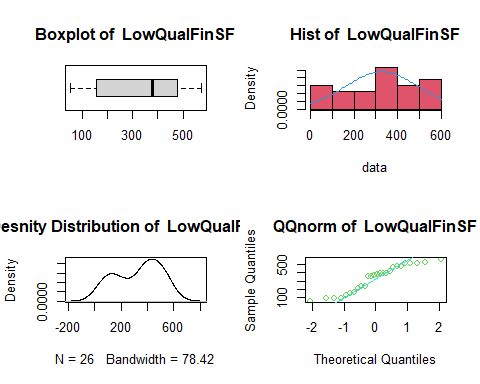 Boxplot of LowQualFinSF
100 300 500
Hist of LowQualFinSF
Density
0.0000
0 200 400 600
data
Desnity Distribution of LowQualF
Density
0.0000
-200 200 600
N = 26 Bandwidth = 78.42
QQnorm of LowQualFinSF
Sample Quantiles
100 500
-2 -1 0 1 2
Theoretical Quantiles